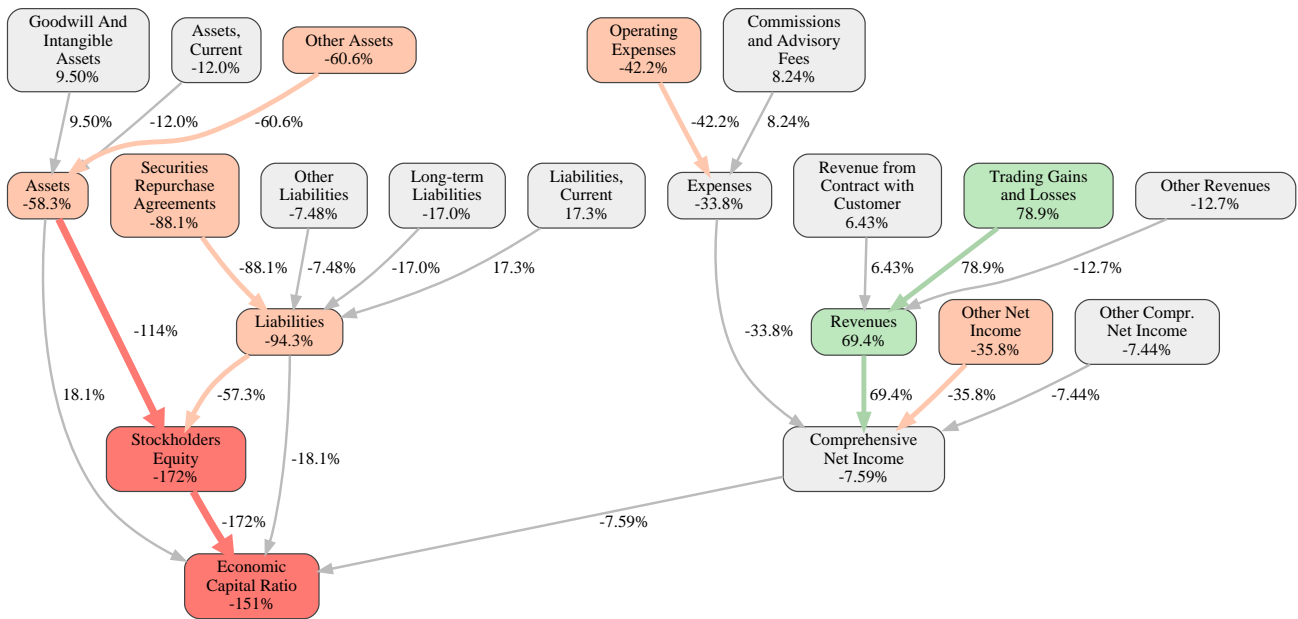 Goodwill And
Intangible
Assets
9.50%
Assets,
Current
-12.0%
Other Assets
-60.6%
Operating
Expenses
-42.2%
Commissions
and Advisory
Fees
8.24%
9.50%
-12.0%
-60.6%
-42.2%
8.24%
Assets
-58.3%
Securities
Repurchase
Agreements
-88.1%
Other
Liabilities
-7.48%
Long-term
Liabilities
-17.0%
Liabilities,
Current
17.3%
Expenses
-33.8%
Revenue from
Contract with
Customer
6.43%
Trading Gains
and Losses
78.9%
Other Revenues
-12.7%
-88.1%
-7.48%
-17.0%
17.3%
6.43%
78.9%
-12.7%
-114%
Liabilities
-94.3%
-33.8%
Revenues
69.4%
Other Net
Income
-35.8%
Other Compr.
Net Income
-7.44%
18.1%
-57.3%
69.4%
-35.8%
-7.44%
Stockholders
Equity
-172%
-18.1%
Comprehensive
Net Income
-7.59%
-172%
-7.59%
Economic
Capital Ratio
-151%